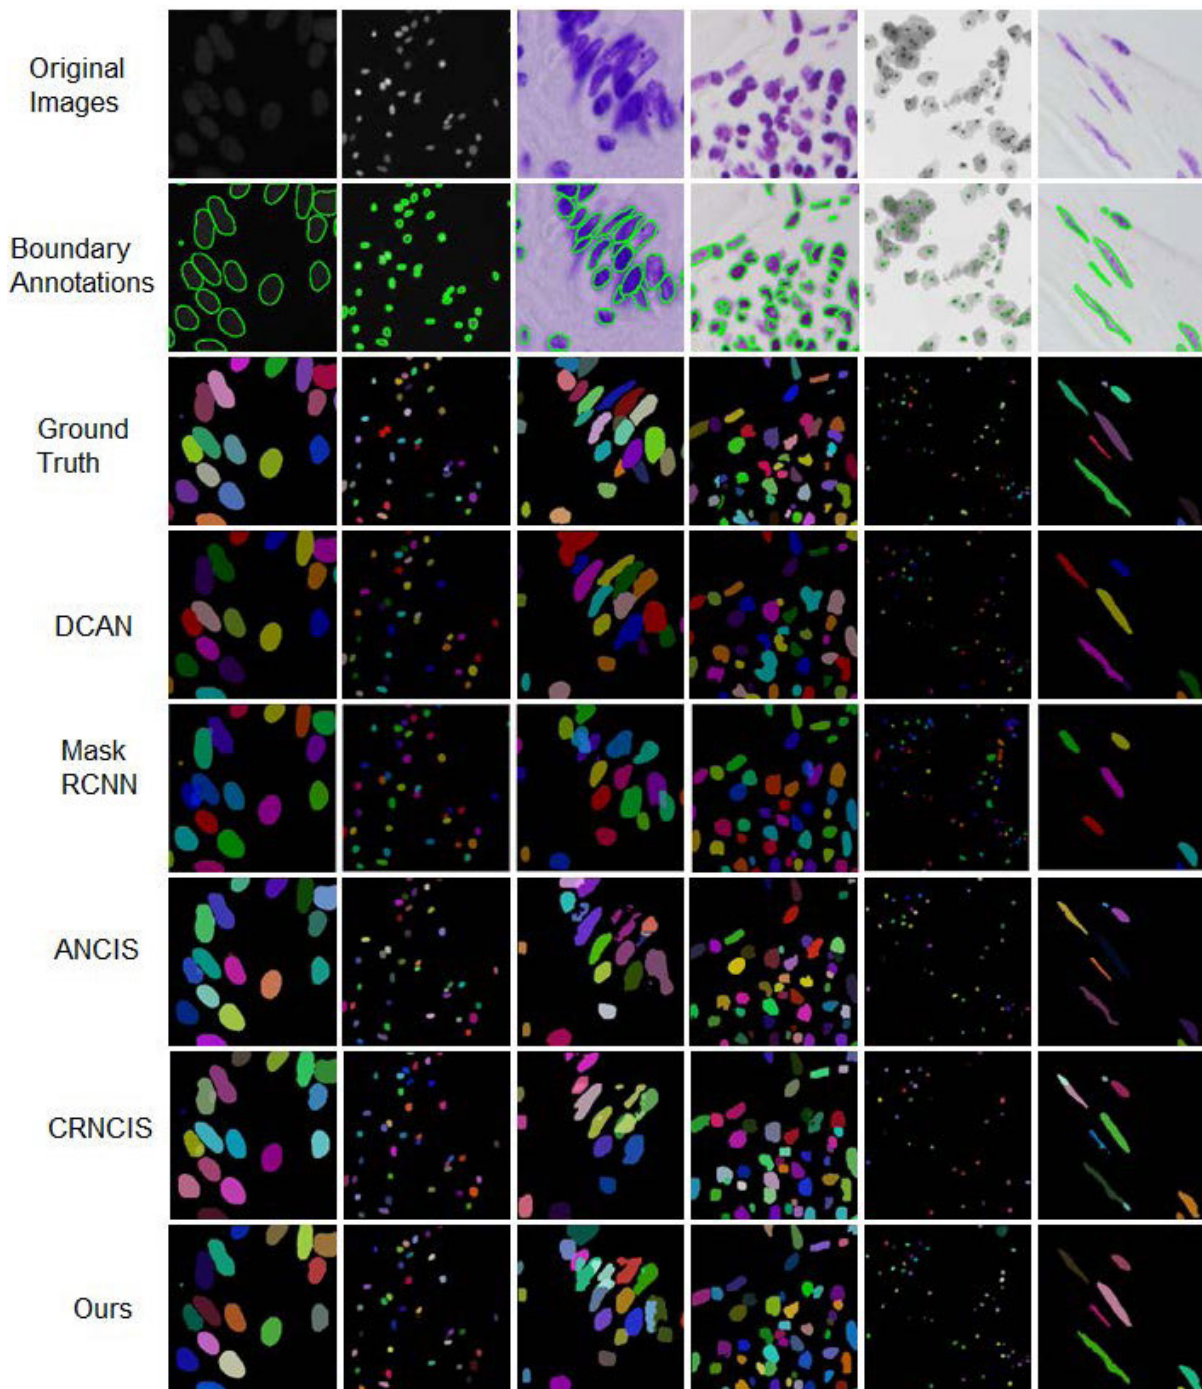 Original
Images
Boundary
Annotations
Ground
Truth
DCAN
Mask
RCNN
ANCIS
CRNCIS
Ours